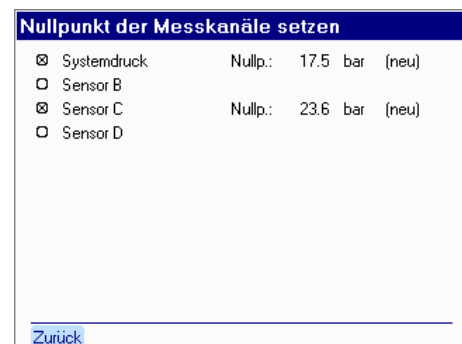 Nullpunkt der Messkanäle setzen
Systemdruck Nullp.: 17.5 bar (neu)
Sensor B
Sensor C Nullp.: 23.6 bar (neu)
Sensor D
Zurück